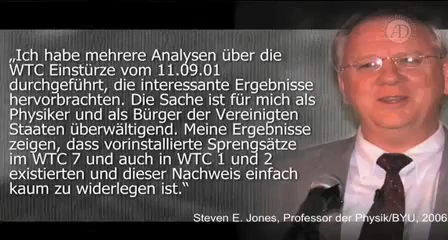 „Ich habe mehrere Analysen über die
WTC Einstürze vom 11.09.01
durchgeführt, die interessante Ergebnisse
hervorbrachten. Die Sache ist für mich als
Physiker und als Bürger der Vereinigten
Staaten überwältigend. Meine Ergebnisse
zeigen, dass vorinstallierte Sprengsätze
im WTC 7 und auch in WTC 1 und 2
existierten und dieser Nachweis einfach
kaum zu widerlegen ist.“
Steven E. Jones, Professor der Physik/BYU, 2006